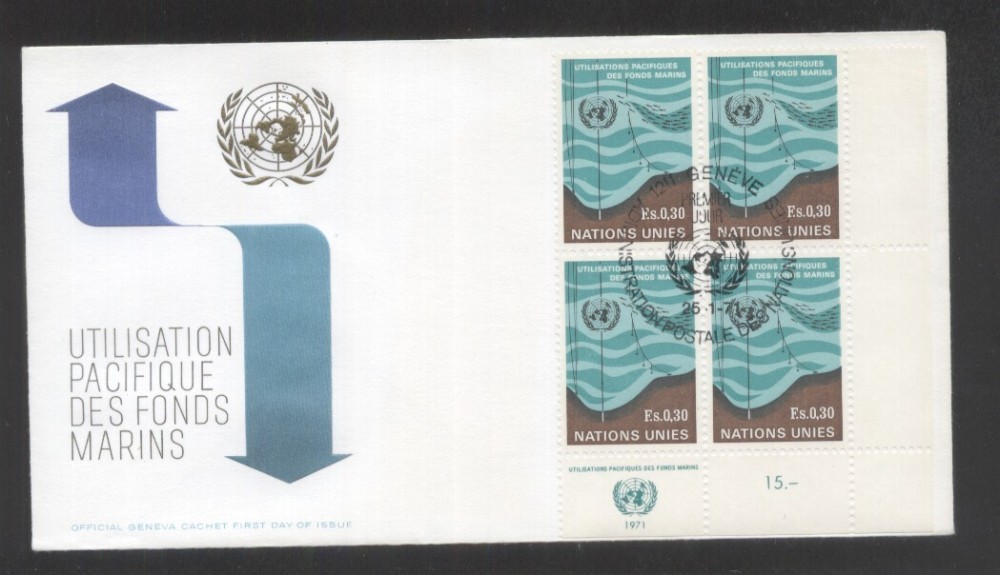 UTILISATION
PACIFIQUE
DES FONDS
MARINS
OFFICIAL GENEVA CACHET FIRST DAY OF ISSUE
UTILISATIONS PACIFIQUES
DES FONDS MARINS
F.s.0,30
NATIONS UNIES
UTILISATIONS PACIFIQUES
DES FONDS MARINS
F.s.0,30
NATIONS UNIES
GENÈVE
PREMIER
JOUR
25-1-71
ADMINISTRATION POSTALE DES NATIONS UNIES
UTILISATIONS PACIFIQUES
DES FONDS MARINS
F.s.0,30
NATIONS UNIES
UTILISATIONS PACIFIQUES
DES FONDS MARINS
F.s.0,30
NATIONS UNIES
UTILISATIONS PACIFIQUES DES FONDS MARINS
1971
15.–